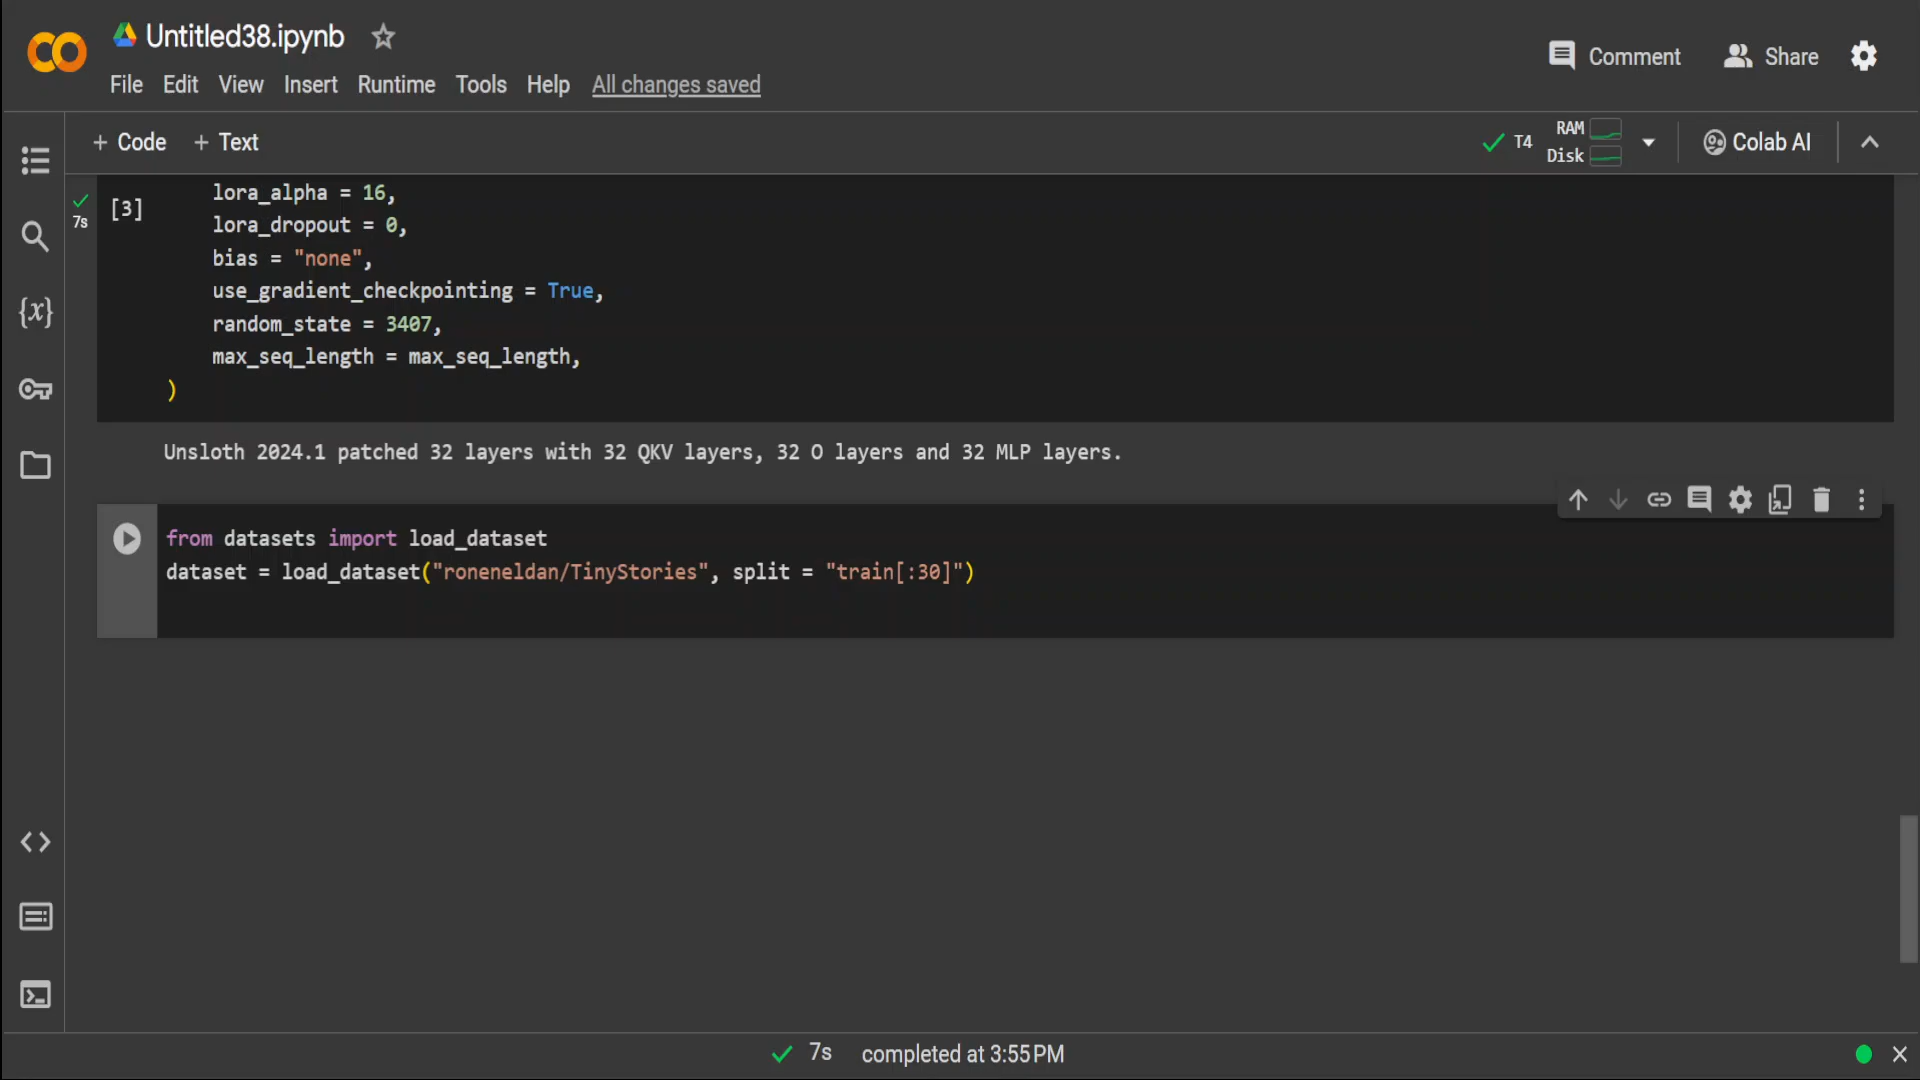 Untitled38.ipynb
Comment
Share
File Edit View Insert Runtime Tools Help All changes saved
+ Code + Text
T4
RAM
Disk
Colab AI
7s
[3]
lora_alpha = 16,
lora_dropout = 0,
bias = "none",
use_gradient_checkpointing = True,
random_state = 3407,
max_seq_length = max_seq_length,
)
Unsloth 2024.1 patched 32 layers with 32 QKV layers, 32 O layers and 32 MLP layers.
from datasets import load_dataset
dataset = load_dataset("roneneldan/TinyStories", split = "train[:30]")
7s completed at 3:55 PM